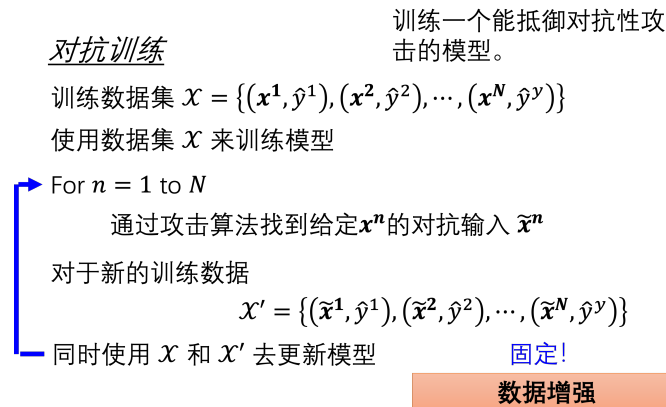 训练一个能抵御对抗性攻
击的模型。
对抗训练
训练数据集 𝒳 = {(𝒙¹, ŷ¹), (𝒙², ŷ²), ⋯, (𝒙ᴺ, ŷʸ)}
使用数据集 𝒳 来训练模型
For n = 1 to N
通过攻击算法找到给定𝒙ⁿ的对抗输入 𝒙̃ⁿ
对于新的训练数据
𝒳′ = {(𝒙̃¹, ŷ¹), (𝒙̃², ŷ²), ⋯, (𝒙̃ᴺ, ŷʸ)}
同时使用 𝒳 和 𝒳′ 去更新模型
固定!
数据增强